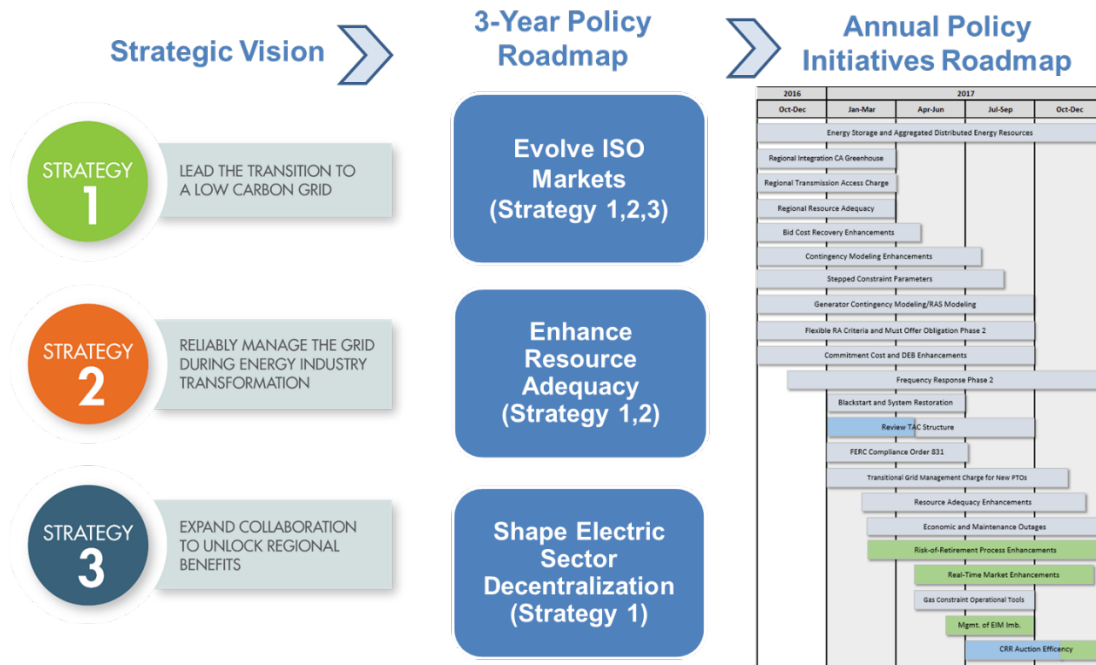 Strategic Vision
3-Year Policy
Roadmap
Annual Policy
Initiatives Roadmap
STRATEGY
1
LEAD THE TRANSITION TO
A LOW CARBON GRID
STRATEGY
2
RELIABLY MANAGE THE GRID
DURING ENERGY INDUSTRY
TRANSFORMATION
STRATEGY
3
EXPAND COLLABORATION
TO UNLOCK REGIONAL
BENEFITS
Evolve ISO
Markets
(Strategy 1,2,3)
Enhance
Resource
Adequacy
(Strategy 1,2)
Shape Electric
Sector
Decentralization
(Strategy 1)
2016 2017
Oct-Dec Jan-Mar Apr-Jun Jul-Sep Oct-Dec
Energy Storage and Aggregated Distributed Energy Resources
Regional Integration CA Greenhouse
Regional Transmission Access Charge
Regional Resource Adequacy
Bid Cost Recovery Enhancements
Contingency Modeling Enhancements
Stepped Constraint Parameters
Generator Contingency Modeling/RAS Modeling
Flexible RA Criteria and Must Offer Obligation Phase 2
Commitment Cost and DEB Enhancements
Frequency Response Phase 2
Blackstart and System Restoration
Review TAC Structure
FERC Compliance Order 831
Transitional Grid Management Charge for New PTOs
Resource Adequacy Enhancements
Economic and Maintenance Outages
Risk-of-Retirement Process Enhancements
Real-Time Market Enhancements
Gas Constraint Operational Tools
Mgmt. of EIM Imb.
CRR Auction Efficency